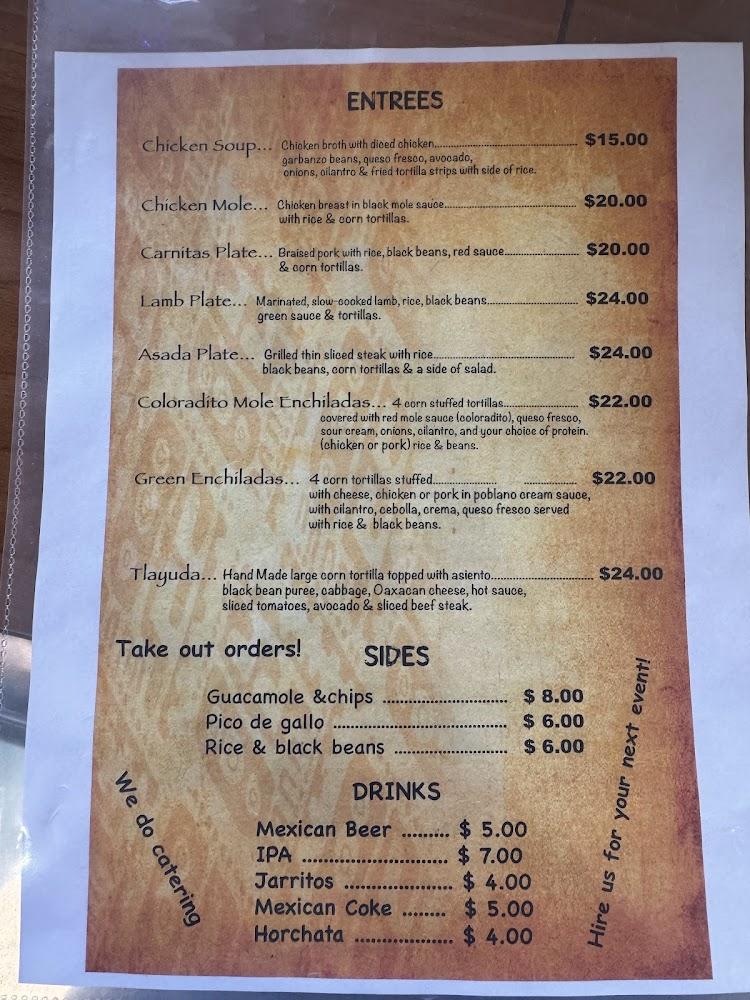 ENTREES
Chicken Soup... Chicken broth with diced chicken.......................................... $15.00
garbanzo beans, queso fresco, avocado,
onions, cilantro & fried tortilla strips with side of rice.
Chicken Mole... Chicken breast in black mole sauce...................................... $20.00
with rice & corn tortillas.
Carnitas Plate... Braised pork with rice, black beans, red sauce..................... $20.00
& corn tortillas.
Lamb Plate... Marinated, slow-cooked lamb, rice, black beans.......................... $24.00
green sauce & tortillas.
Asada Plate... Grilled thin sliced steak with rice......................................... $24.00
black beans, corn tortillas & a side of salad.
Coloradito Mole Enchiladas... 4 corn stuffed tortillas..................... $22.00
covered with red mole sauce (coloradito), queso fresco,
sour cream, onions, cilantro, and your choice of protein.
(chicken or pork) rice & beans.
Green Enchiladas... 4 corn tortillas stuffed.................. ............... $22.00
with cheese, chicken or pork in poblano cream sauce,
with cilantro, cebolla, crema, queso fresco served
with rice & black beans.
Tlayuda... Hand Made large corn tortilla topped with asiento............................. $24.00
black bean puree, cabbage, Oaxacan cheese, hot sauce,
sliced tomatoes, avocado & sliced beef steak.
Take out orders!
SIDES
Guacamole &chips .......................... $ 8.00
Pico de gallo .................................... $ 6.00
Rice & black beans ........................ $ 6.00
DRINKS
Mexican Beer ......... $ 5.00
IPA ........................... $ 7.00
Jarritos .................... $ 4.00
Mexican Coke ........ $ 5.00
Horchata .................. $ 4.00
We do catering
Hire us for your next event!